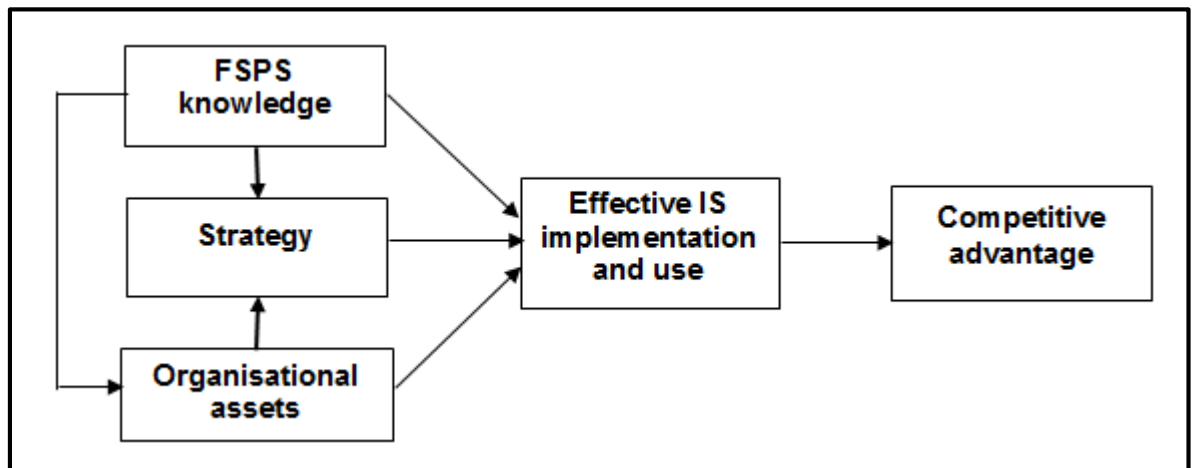 FSPS
knowledge
Strategy
Effective IS
implementation
and use
Competitive
advantage
Organisational
assets